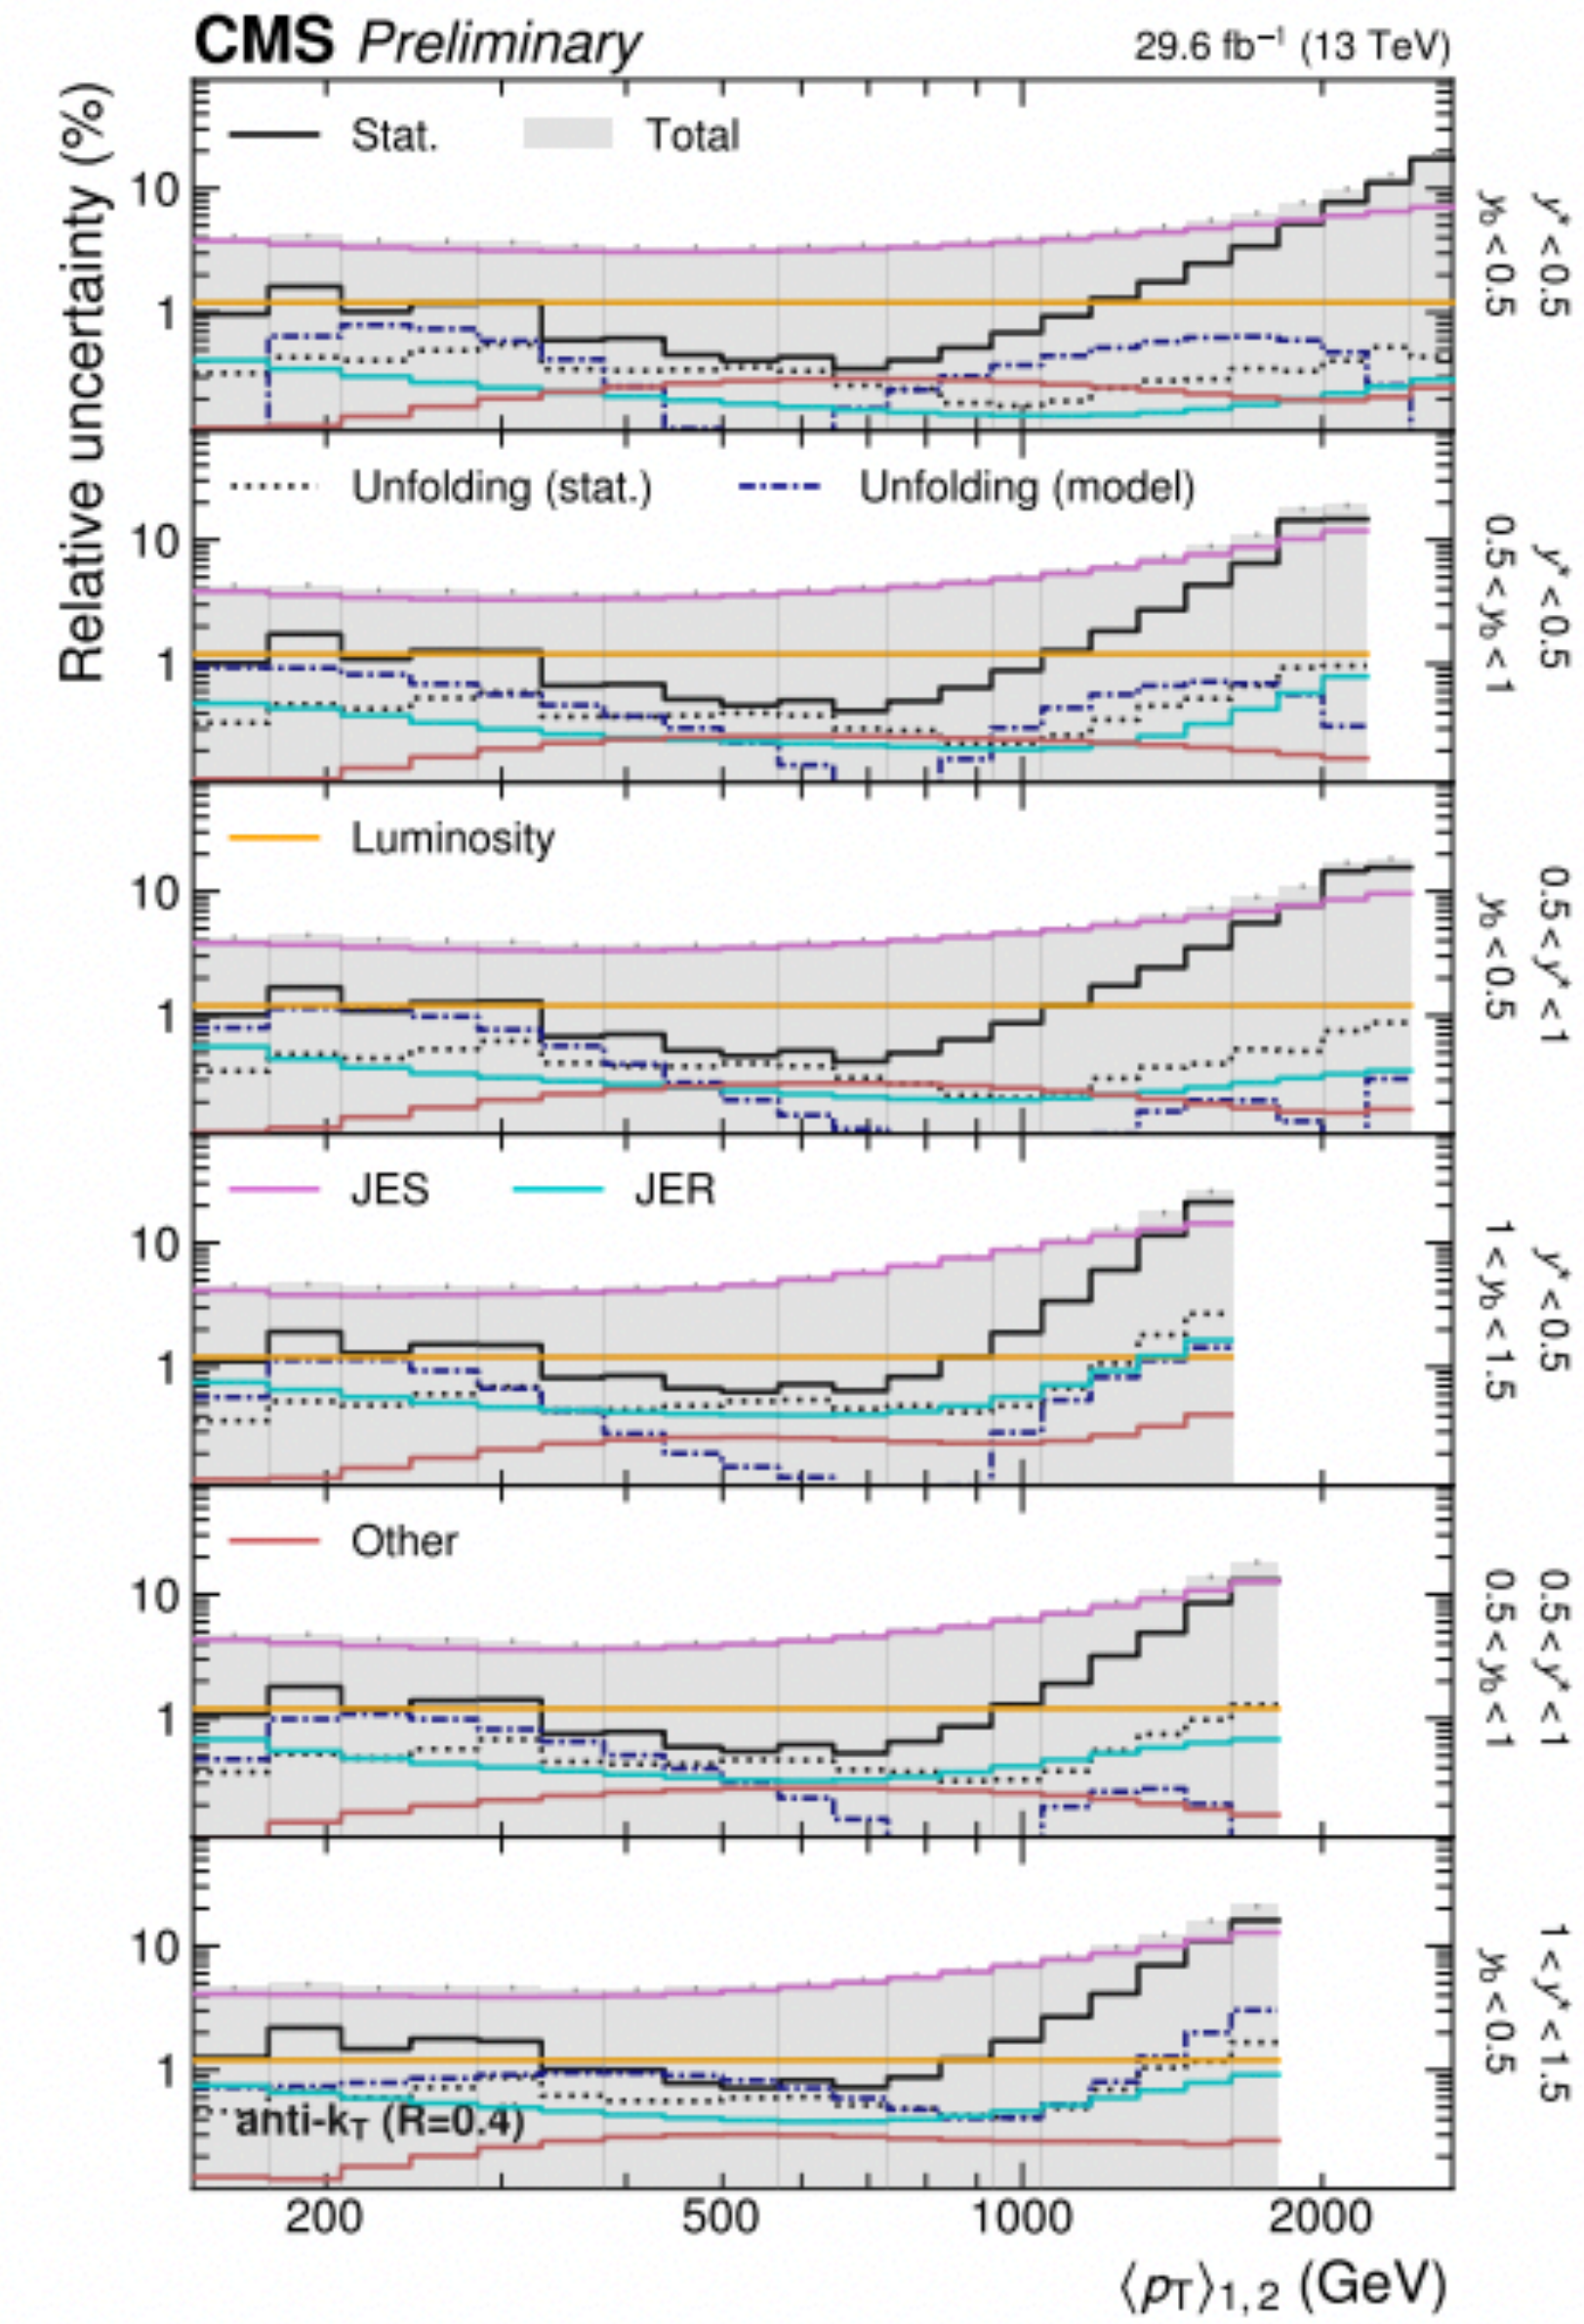 CMS Preliminary 29.6 fb⁻¹ (13 TeV)
Relative uncertainty (%)
Stat. Total
10
1
y* < 0.5
y_b < 0.5
Unfolding (stat.) Unfolding (model)
10
1
y* < 0.5
0.5 < y_b < 1
Luminosity
10
1
0.5 < y* < 1
y_b < 0.5
JES JER
10
1
y* < 0.5
1 < y_b < 1.5
Other
10
1
0.5 < y* < 1
0.5 < y_b < 1
10
1
1 < y* < 1.5
y_b < 0.5
anti-k_T (R=0.4)
200 500 1000 2000
⟨p_T⟩₁,₂ (GeV)